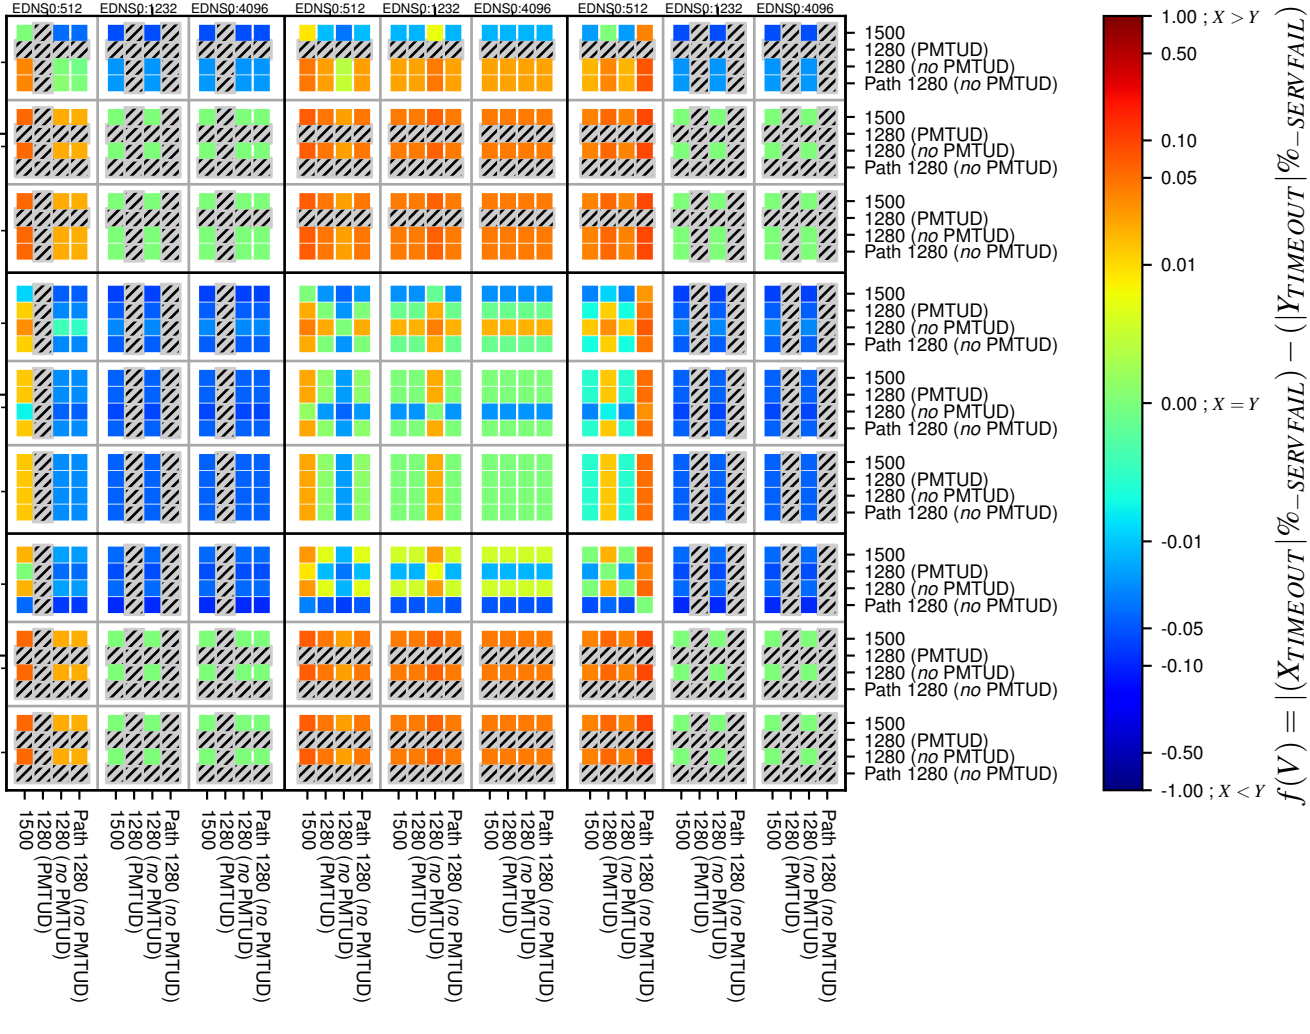 EDNS0:512 EDNS0:1232 EDNS0:4096 EDNS0:512 EDNS0:1232 EDNS0:4096 EDNS0:512 EDNS0:1232 EDNS0:4096
1500
1280 (PMTUD)
1280 (no PMTUD)
Path 1280 (no PMTUD)
1500
1280 (PMTUD)
1280 (no PMTUD)
Path 1280 (no PMTUD)
1500
1280 (PMTUD)
1280 (no PMTUD)
Path 1280 (no PMTUD)
1500
1280 (PMTUD)
1280 (no PMTUD)
Path 1280 (no PMTUD)
1500
1280 (PMTUD)
1280 (no PMTUD)
Path 1280 (no PMTUD)
1500
1280 (PMTUD)
1280 (no PMTUD)
Path 1280 (no PMTUD)
1500
1280 (PMTUD)
1280 (no PMTUD)
Path 1280 (no PMTUD)
1500
1280 (PMTUD)
1280 (no PMTUD)
Path 1280 (no PMTUD)
1500
1280 (PMTUD)
1280 (no PMTUD)
Path 1280 (no PMTUD)
1500
1280 (PMTUD)
1280 (no PMTUD)
Path 1280 (no PMTUD)
1500
1280 (PMTUD)
1280 (no PMTUD)
Path 1280 (no PMTUD)
1500
1280 (PMTUD)
1280 (no PMTUD)
Path 1280 (no PMTUD)
1500
1280 (PMTUD)
1280 (no PMTUD)
Path 1280 (no PMTUD)
1500
1280 (PMTUD)
1280 (no PMTUD)
Path 1280 (no PMTUD)
1500
1280 (PMTUD)
1280 (no PMTUD)
Path 1280 (no PMTUD)
1500
1280 (PMTUD)
1280 (no PMTUD)
Path 1280 (no PMTUD)
1500
1280 (PMTUD)
1280 (no PMTUD)
Path 1280 (no PMTUD)
1500
1280 (PMTUD)
1280 (no PMTUD)
Path 1280 (no PMTUD)
1.00 ; X > Y
0.50
0.10
0.05
0.01
0.00 ; X = Y
-0.01
-0.05
-0.10
-0.50
-1.00 ; X < Y
f(V) = |(X_TIMEOUT|%_–SERVFAIL) − (|Y_TIMEOUT|%_–SERVFAIL)